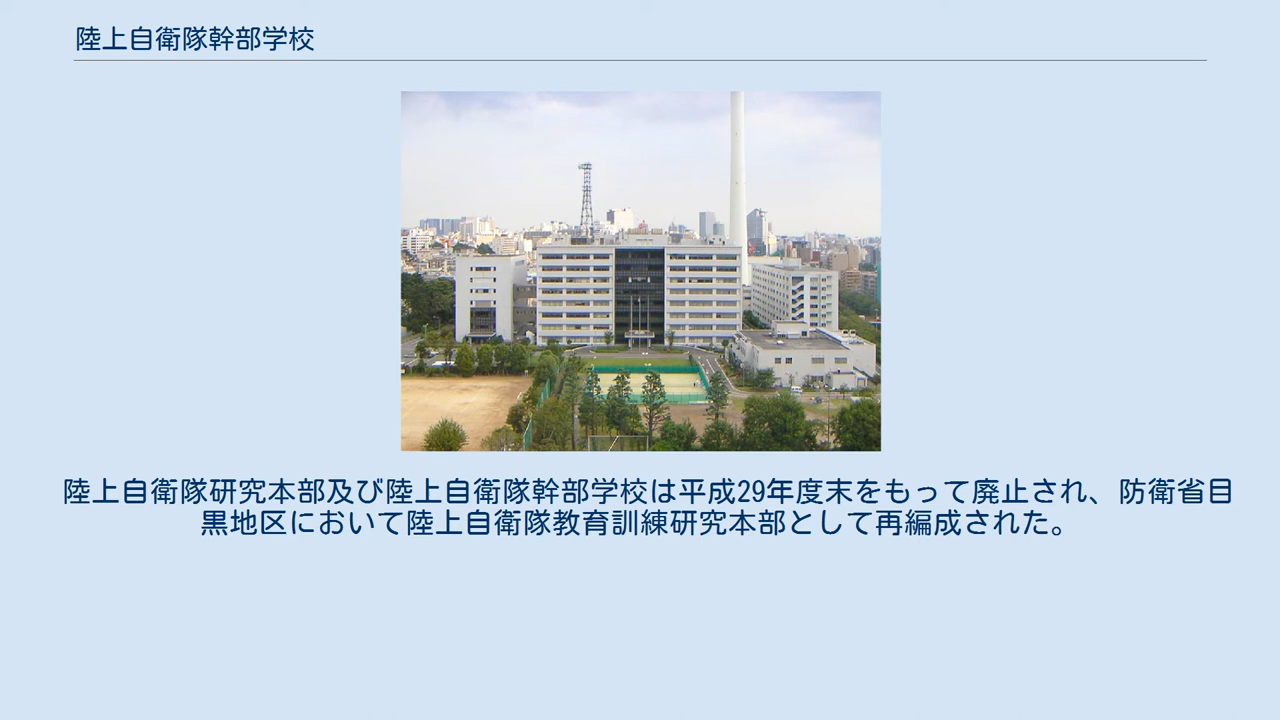 陸上自衛隊幹部学校
陸上自衛隊研究本部及び陸上自衛隊幹部学校は平成29年度末をもって廃止され、防衛省目
黒地区において陸上自衛隊教育訓練研究本部として再編成された。